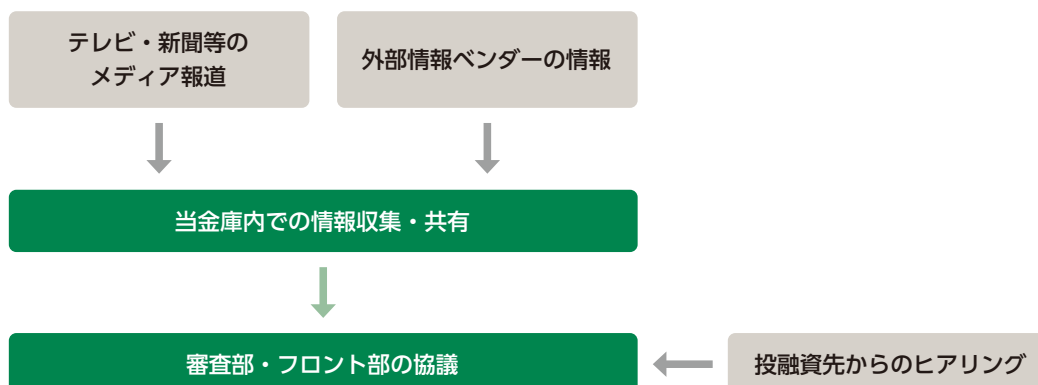 テレビ・新聞等の
メディア報道
外部情報ベンダーの情報
当金庫内での情報収集・共有
審査部・フロント部の協議
投融資先からのヒアリング